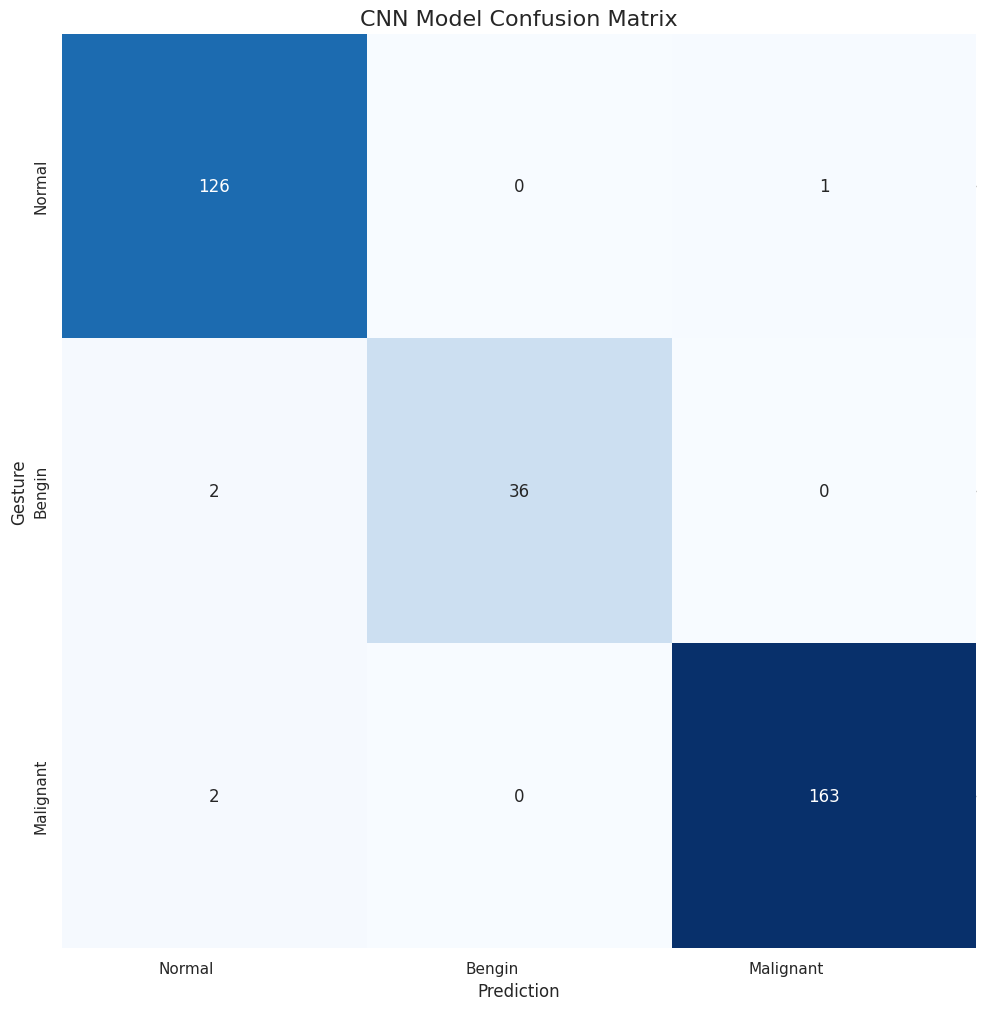 CNN Model Confusion Matrix
Normal
126
0
1
Gesture
Bengin
2
36
0
Malignant
2
0
163
Normal
Bengin
Malignant
Prediction